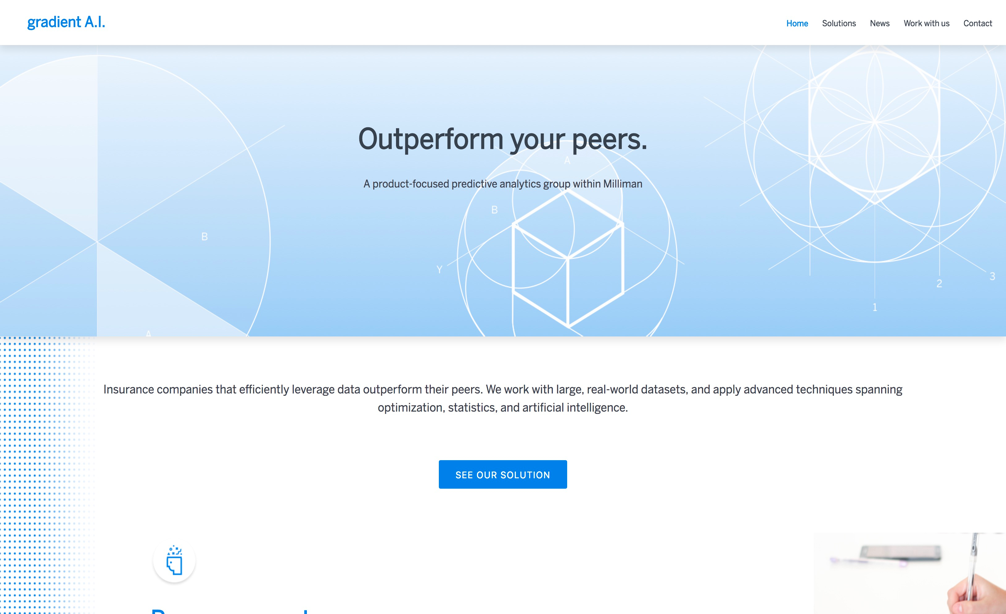 gradient A.I.
Home Solutions News Work with us Contact
Outperform your peers.
A
A product-focused predictive analytics group within Milliman
B
B
Y
3
2
1
A
Insurance companies that efficiently leverage data outperform their peers. We work with large, real-world datasets, and apply advanced techniques spanning
optimization, statistics, and artificial intelligence.
SEE OUR SOLUTION